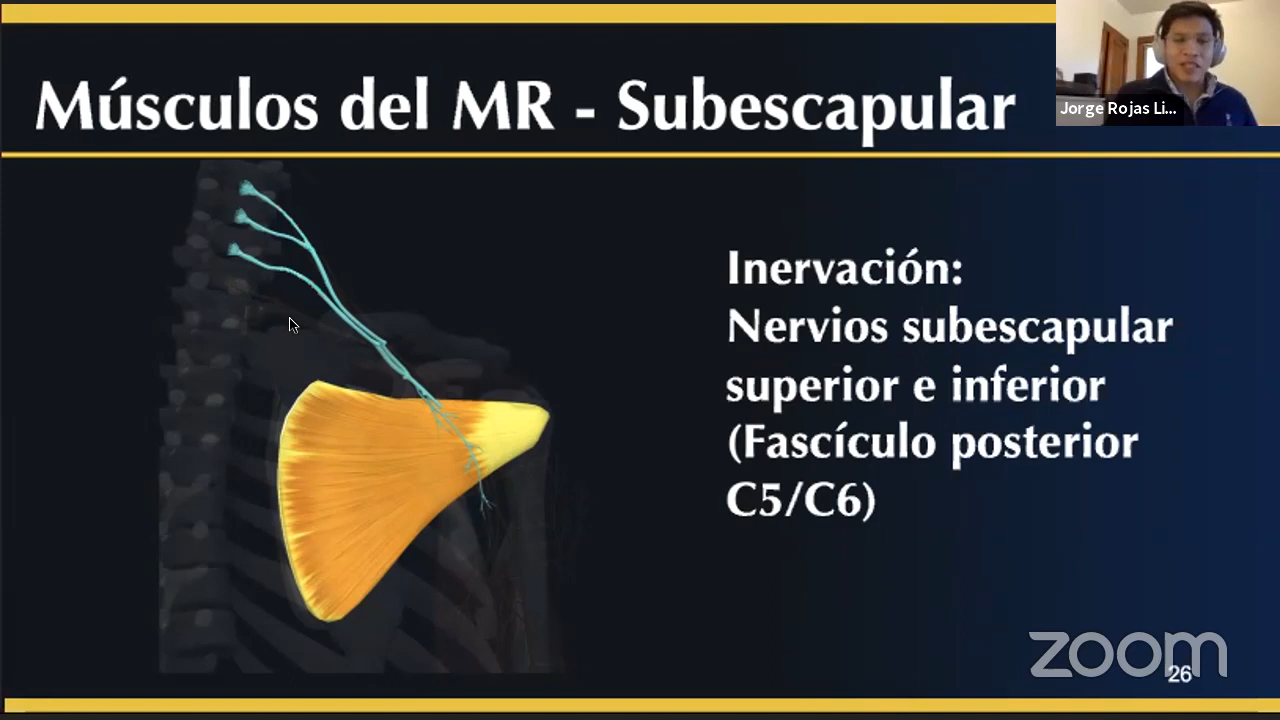 Músculos del MR - Subescapular
Jorge Rojas Li...
Inervación:
Nervios subescapular
superior e inferior
(Fascículo posterior
C5/C6)
zoom
26